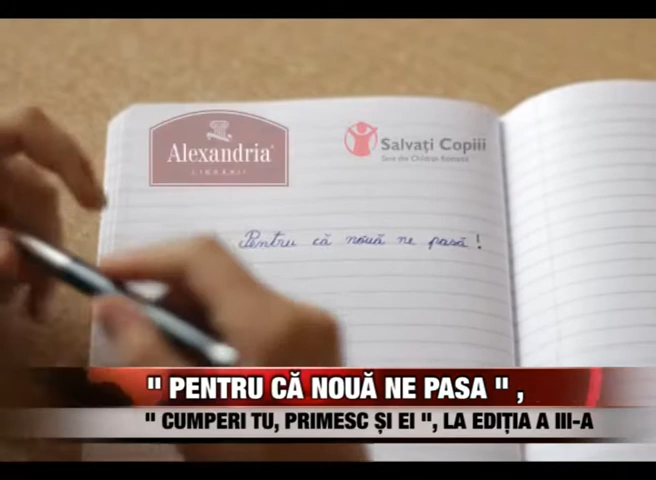 Alexandria
LIBRĂRII
Salvați Copiii
Save the Children Romania
Pentru că nouă ne pasă !
" PENTRU CĂ NOUĂ NE PASA " ,
" CUMPERI TU, PRIMESC ȘI EI ", LA EDIȚIA A III-A